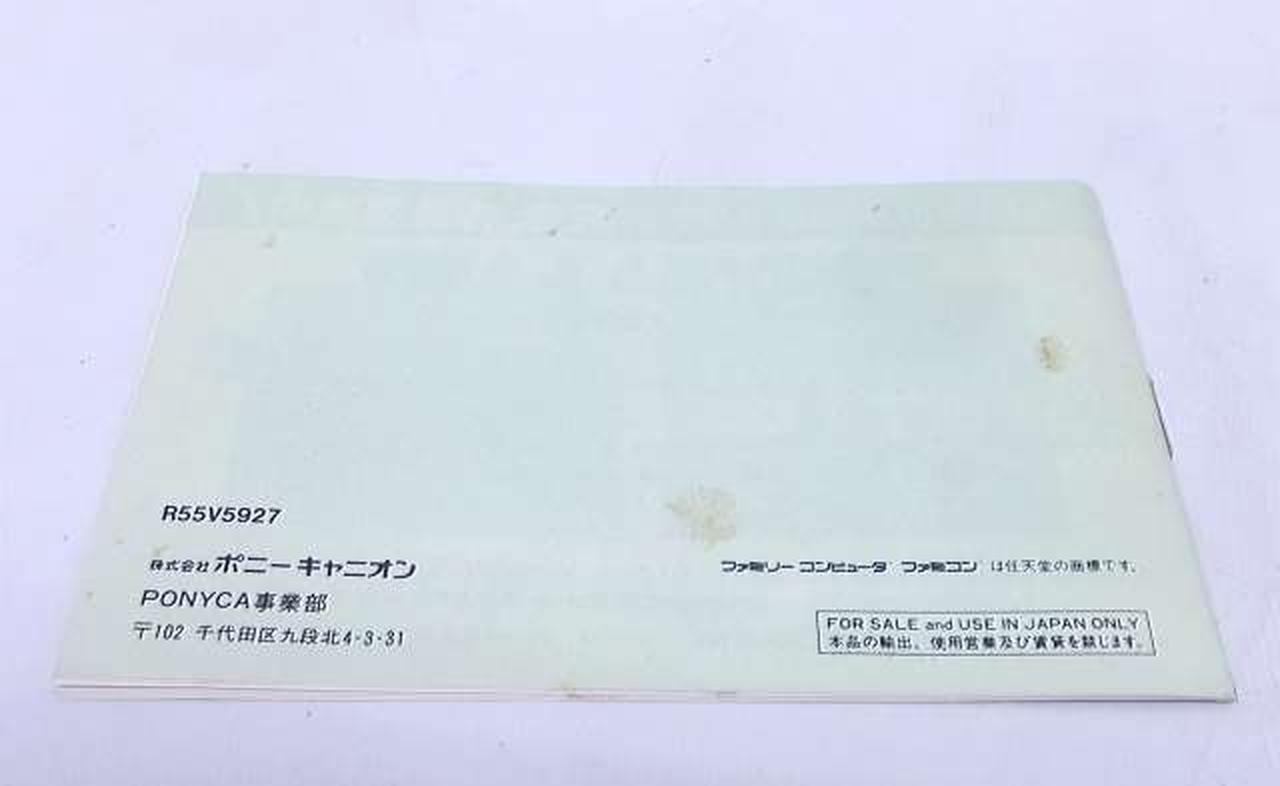 R55V5927
株式会社 ポニーキャニオン
PONYCA事業部
〒102 千代田区九段北4-3-31
ファミリーコンピュータ ファミコン は任天堂の商標です。
FOR SALE and USE IN JAPAN ONLY
本品の輸出、使用営業及び賃貸を禁じます。